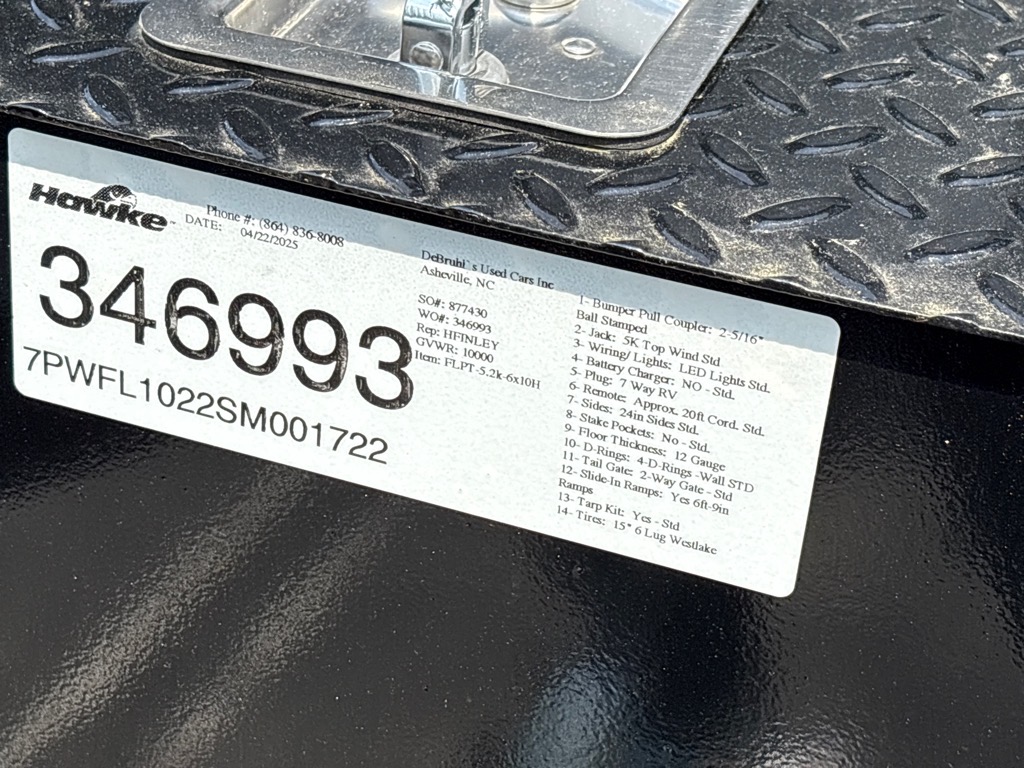 Hawke™
Phone #: (864) 836-8008
DATE: 04/22/2025
346993
7PWFL1022SM001722
DeBruhl`s Used Cars Inc
Asheville, NC
SO#: 877430
WO#: 346993
Rep: HFINLEY
GVWR: 10000
Item: FLPT-5.2k-6x10H
1- Bumper Pull Coupler: 2-5/16"
Ball Stamped
2- Jack: 5K Top Wind Std
3- Wiring/ Lights: LED Lights Std.
4- Battery Charger: NO - Std.
5- Plug: 7 Way RV
6- Remote: Approx. 20ft Cord. Std.
7- Sides: 24in Sides Std.
8- Stake Pockets: No - Std.
9- Floor Thickness: 12 Gauge
10- D-Rings: 4-D-Rings -Wall STD
11- Tail Gate: 2-Way Gate - Std
12- Slide-In Ramps: Yes 6ft-9in
Ramps
13- Tarp Kit: Yes - Std
14- Tires: 15" 6 Lug Westlake